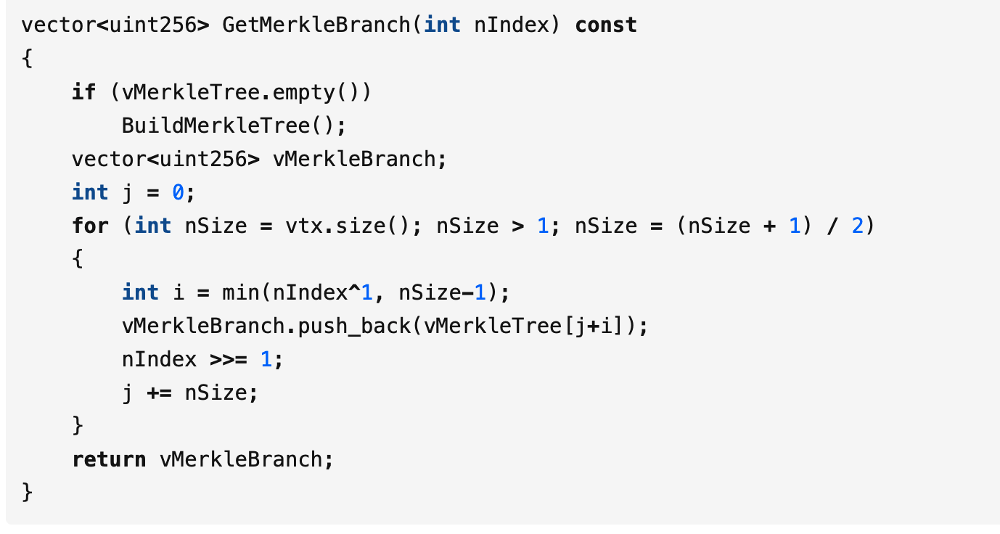 vector<uint256> GetMerkleBranch(int nIndex) const
{
    if (vMerkleTree.empty())
        BuildMerkleTree();
    vector<uint256> vMerkleBranch;
    int j = 0;
    for (int nSize = vtx.size(); nSize > 1; nSize = (nSize + 1) / 2)
    {
        int i = min(nIndex^1, nSize-1);
        vMerkleBranch.push_back(vMerkleTree[j+i]);
        nIndex >>= 1;
        j += nSize;
    }
    return vMerkleBranch;
}